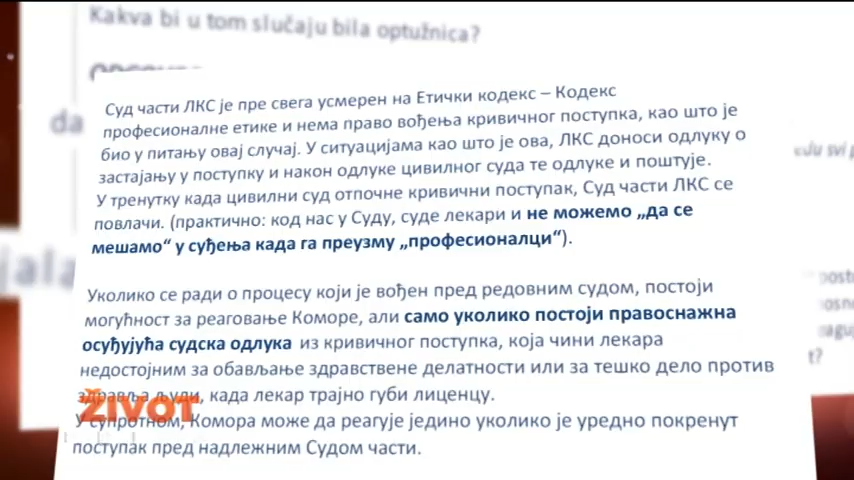 Kakva bi u tom slučaju bila optužnica?
da
Суд части ЛКС је пре свега усмерен на Етички кодекс – Кодекс
професионалне етике и нема право вођења кривичног поступка, као што је
био у питању овај случај. У ситуацијама као што је ова, ЛКС доноси одлуку о
застајању у поступку и након одлуке цивилног суда те одлуке и поштује.
У тренутку када цивилни суд отпочне кривични поступак, Суд части ЛКС се
повлачи. (практично: код нас у Суду, суде лекари и не можемо „да се
мешамо“ у суђења када га преузму „професионалци“).
Уколико се ради о процесу који је вођен пред редовним судом, постоји
могућност за реаговање Коморе, али само уколико постоји правоснажна
осуђујућа судска одлука из кривичног поступка, која чини лекара
недостојним за обављање здравствене делатности или за тешко дело против
здравља људи, када лекар трајно губи лиценцу.
У супротном, Комора може да реагује једино уколико је уредно покренут
поступак пред надлежним Судом части.
ŽIVOT
jala